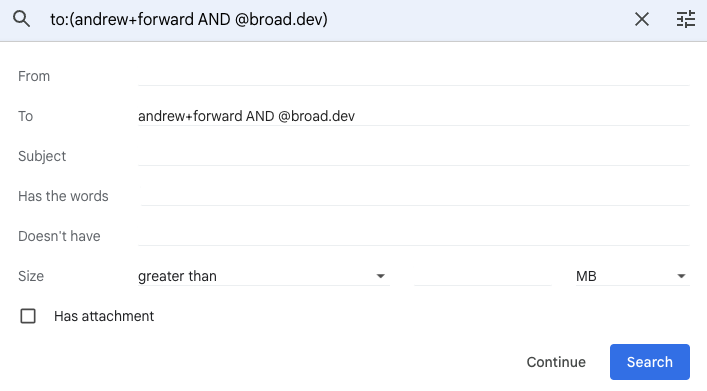 to:(andrew+forward AND @broad.dev)
From
To andrew+forward AND @broad.dev
Subject
Has the words
Doesn't have
Size greater than MB
Has attachment
Continue Search